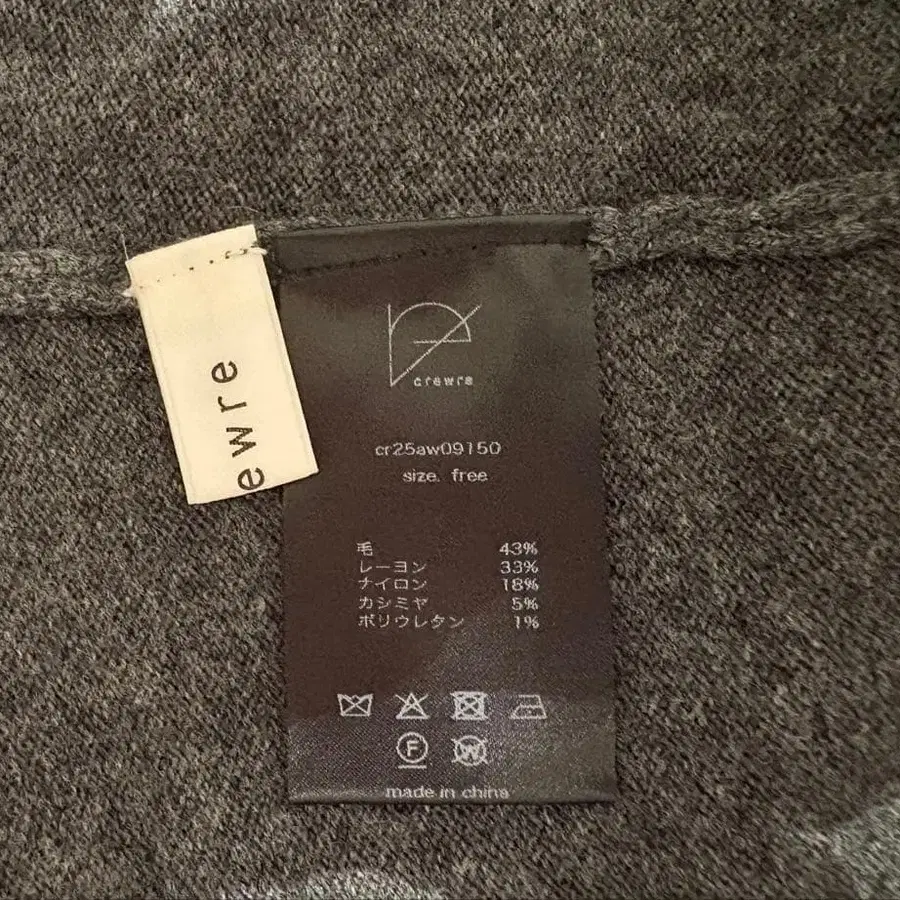 ewre
crewre
cr25aw09150
size. free
毛 43%
レーヨン 33%
ナイロン 18%
カシミヤ 5%
ポリウレタン 1%
F
W
made in china